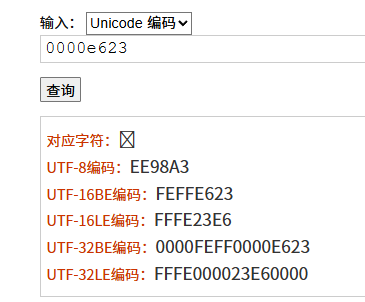 输入： Unicode 编码
0000e623
查询
对应字符：
UTF-8编码：EE98A3
UTF-16BE编码：FEFFE623
UTF-16LE编码：FFFE23E6
UTF-32BE编码：0000FEFF0000E623
UTF-32LE编码：FFFE000023E60000